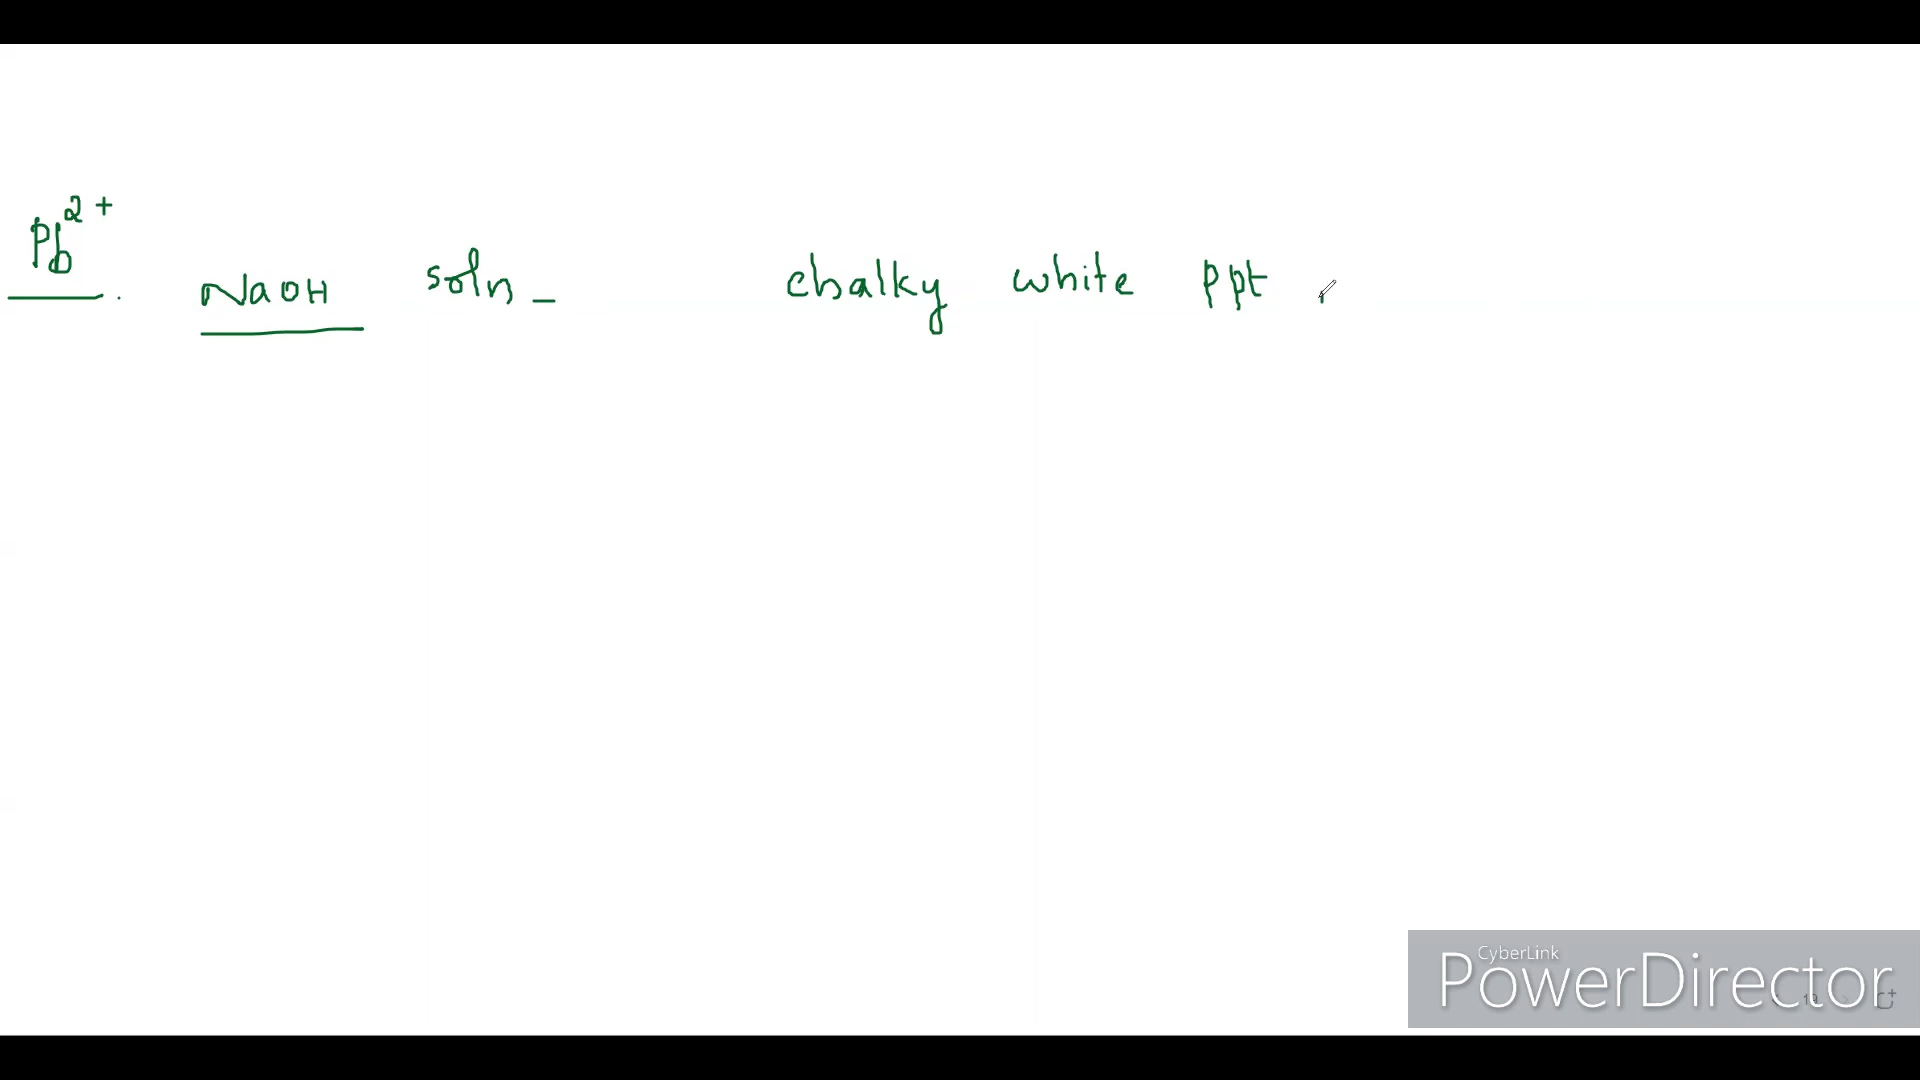 Pb²⁺
NaOH soln - chalky white ppt
CyberLink
PowerDirector